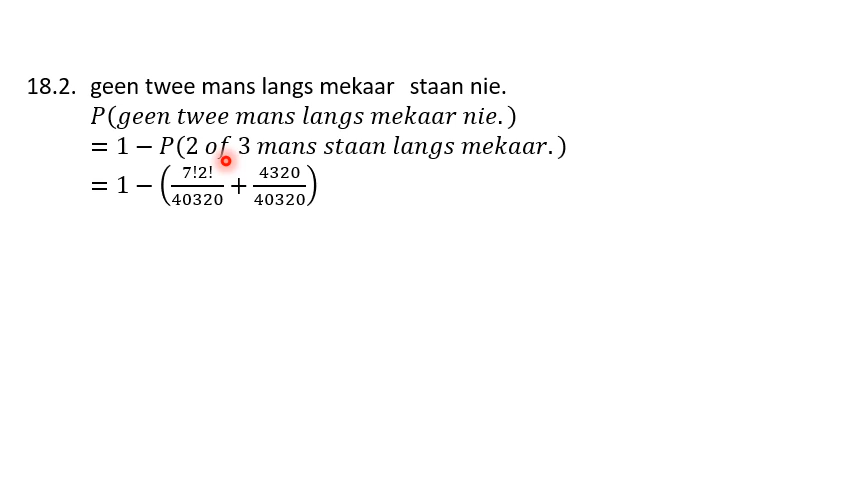 18.2. geen twee mans langs mekaar staan nie.
P(geen twee mans langs mekaar nie.)
= 1 − P(2 of 3 mans staan langs mekaar.)
= 1 − (7!2!/40320 + 4320/40320)